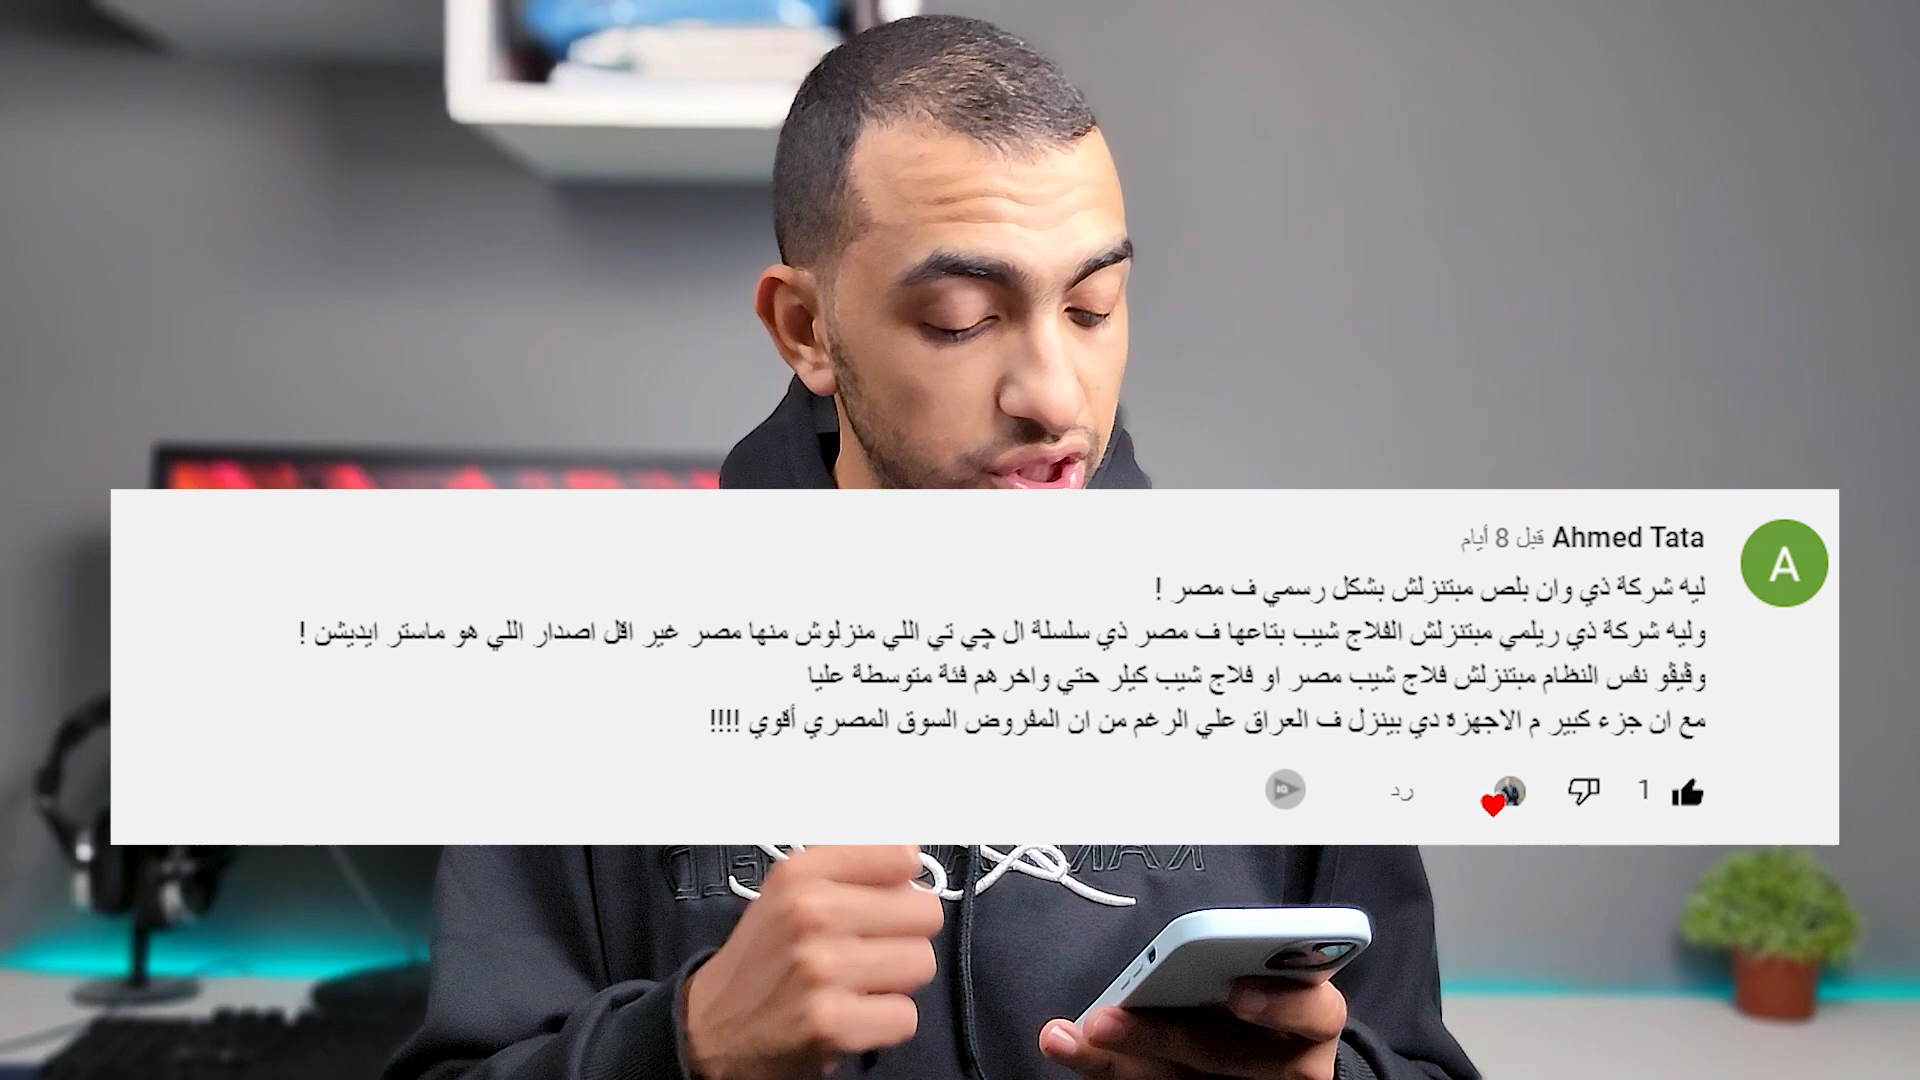 Ahmed Tata قبل 8 أيام
A
ليه شركة ذي وان بلص مبتنزلش بشكل رسمي ف مصر !
وليه شركة ذي ريلمي مبتنزلش الفلاج شيب بتاعها ف مصر ذي سلسلة ال چي تي اللي منزلوش منها مصر غير اقل اصدار اللي هو ماستر ايديشن !
وڤيڤو نفس النظام مبتنزلش فلاج شيب مصر او فلاج شيب كيلر حتي واخرهم فئة متوسطة عليا
مع ان جزء كبير م الاجهزة دي بينزل ف العراق علي الرغم من ان المفروض السوق المصري أقوي !!!!
1
رد
IQ